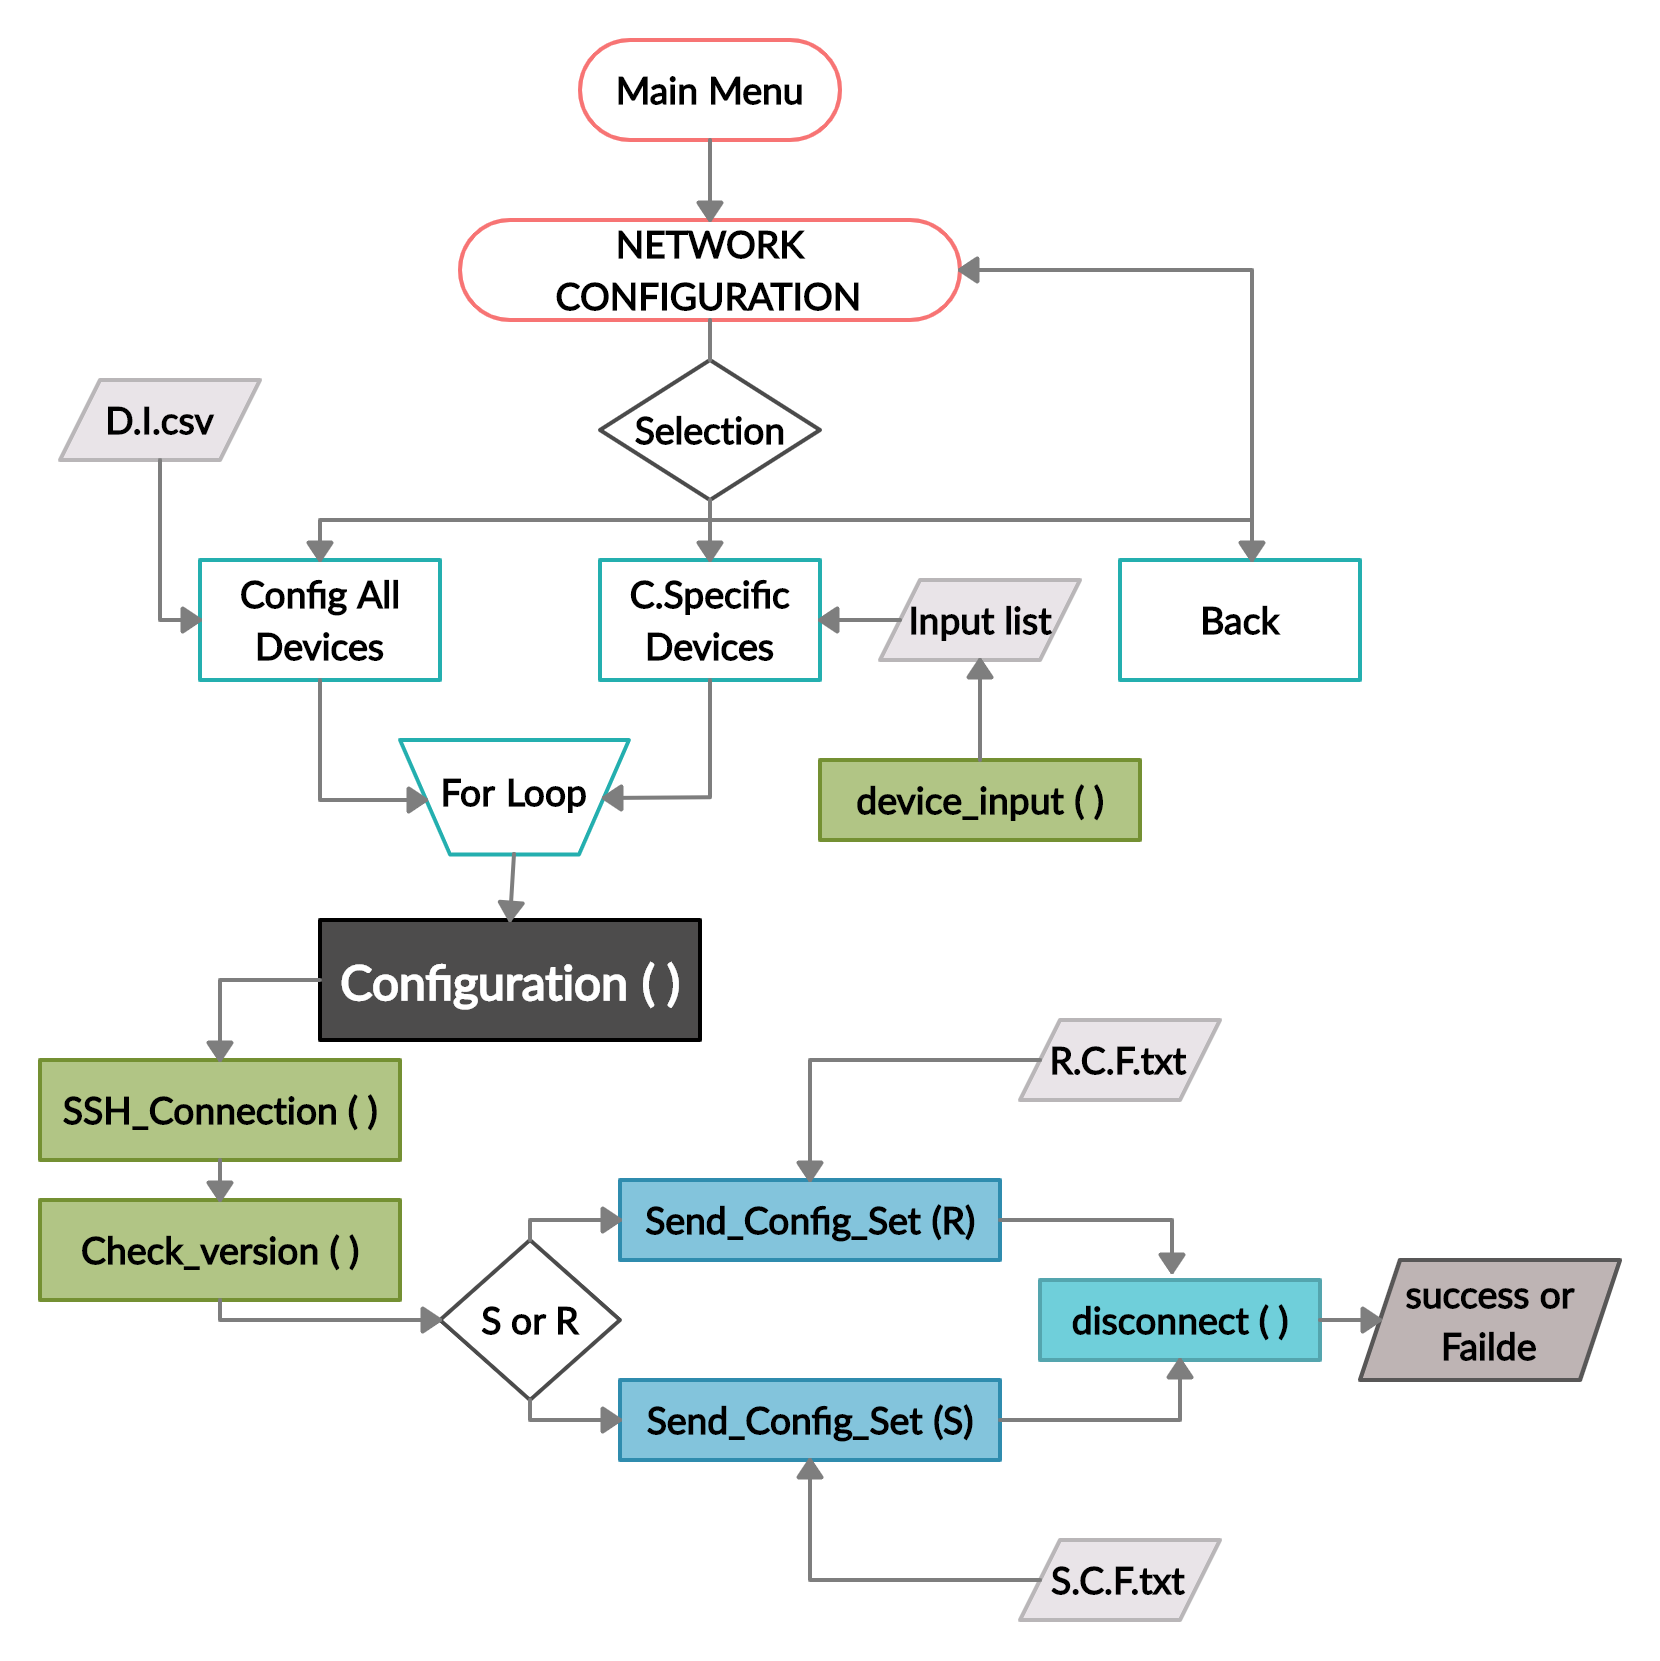 Main Menu
NETWORK
CONFIGURATION
D.I.csv
Selection
Config All
Devices
C.Specific
Devices
Input list
Back
For Loop
device_input ( )
Configuration ( )
SSH_Connection ( )
R.C.F.txt
Check_version ( )
Send_Config_Set (R)
S or R
disconnect ( )
success or
Failde
Send_Config_Set (S)
S.C.F.txt